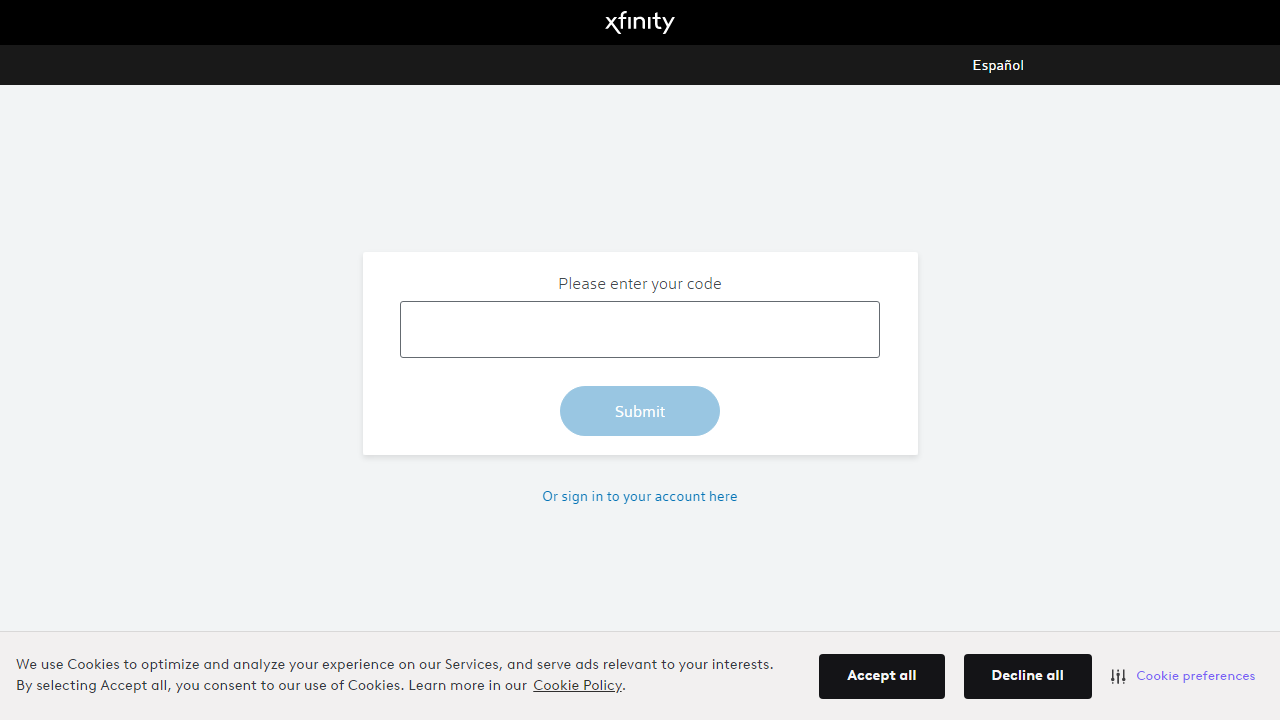 xfinity
Español
Please enter your code
Submit
Or sign in to your account here
We use Cookies to optimize and analyze your experience on our Services, and serve ads relevant to your interests.
By selecting Accept all, you consent to our use of Cookies. Learn more in our Cookie Policy.
Accept all
Decline all
Cookie preferences